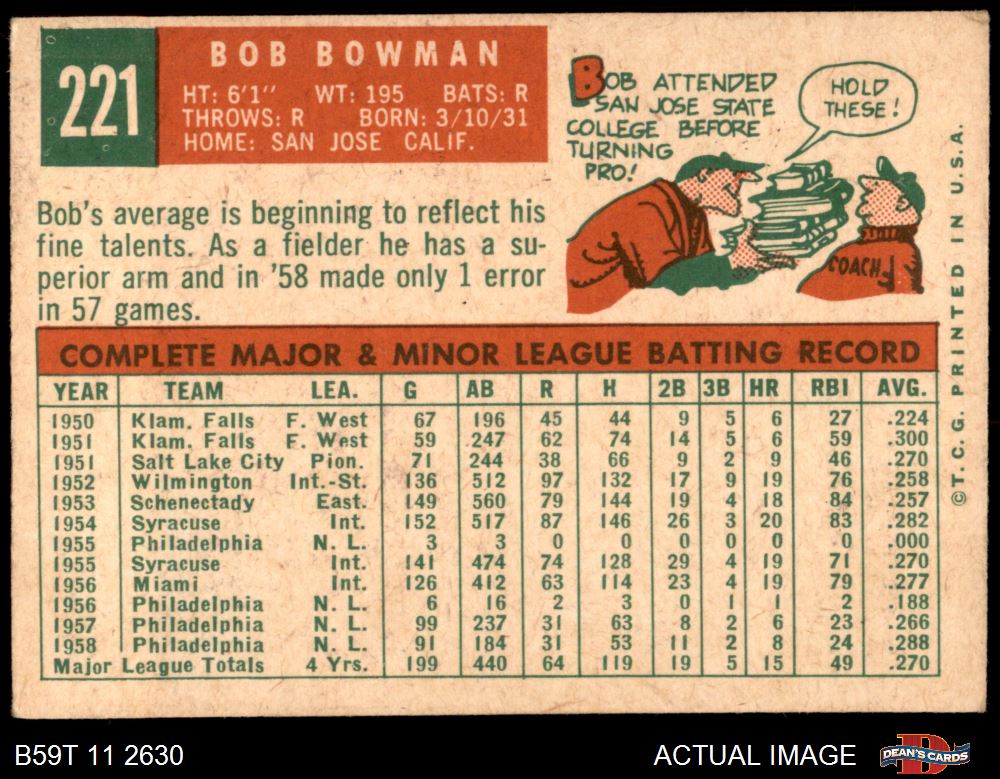 221
BOB BOWMAN
HT: 6'1" WT: 195 BATS: R
THROWS: R BORN: 3/10/31
HOME: SAN JOSE CALIF.
BOB ATTENDED
SAN JOSE STATE
COLLEGE BEFORE
TURNING
PRO!
HOLD
THESE!
COACH
Bob's average is beginning to reflect his
fine talents. As a fielder he has a su-
perior arm and in '58 made only 1 error
in 57 games.
COMPLETE MAJOR & MINOR LEAGUE BATTING RECORD
YEAR TEAM LEA. G AB R H 2B 3B HR RBI AVG.
1950 Klam. Falls F. West 67 196 45 44 9 5 6 27 .224
1951 Klam. Falls F. West 59 247 62 74 14 5 6 59 .300
1951 Salt Lake City Pion. 71 244 38 66 9 2 9 46 .270
1952 Wilmington Int.-St. 136 512 97 132 17 9 19 76 .258
1953 Schenectady East. 149 560 79 144 19 4 18 84 .257
1954 Syracuse Int. 152 517 87 146 26 3 20 83 .282
1955 Philadelphia N. L. 3 3 0 0 0 0 0 0 .000
1955 Syracuse Int. 141 474 74 128 29 4 19 71 .270
1956 Miami Int. 126 412 63 114 23 4 19 79 .277
1956 Philadelphia N. L. 6 16 2 3 0 1 1 2 .188
1957 Philadelphia N. L. 99 237 31 63 8 2 6 23 .266
1958 Philadelphia N. L. 91 184 31 53 11 2 8 24 .288
Major League Totals 4 Yrs. 199 440 64 119 19 5 15 49 .270
©T. C. G. PRINTED IN U.S.A.
B59T 11 2630
ACTUAL IMAGE
DEAN'S CARDS